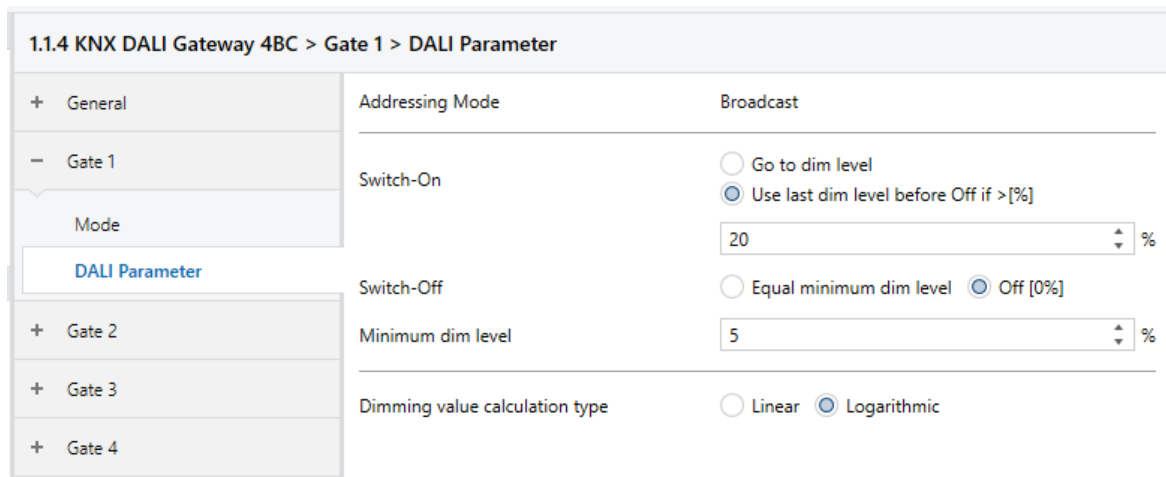 1.1.4 KNX DALI Gateway 4BC > Gate 1 > DALI Parameter
+ General
− Gate 1
Mode
DALI Parameter
+ Gate 2
+ Gate 3
+ Gate 4
Addressing Mode Broadcast
Switch-On
Go to dim level
Use last dim level before Off if >[%]
20 %
Switch-Off Equal minimum dim level Off [0%]
Minimum dim level 5 %
Dimming value calculation type Linear Logarithmic